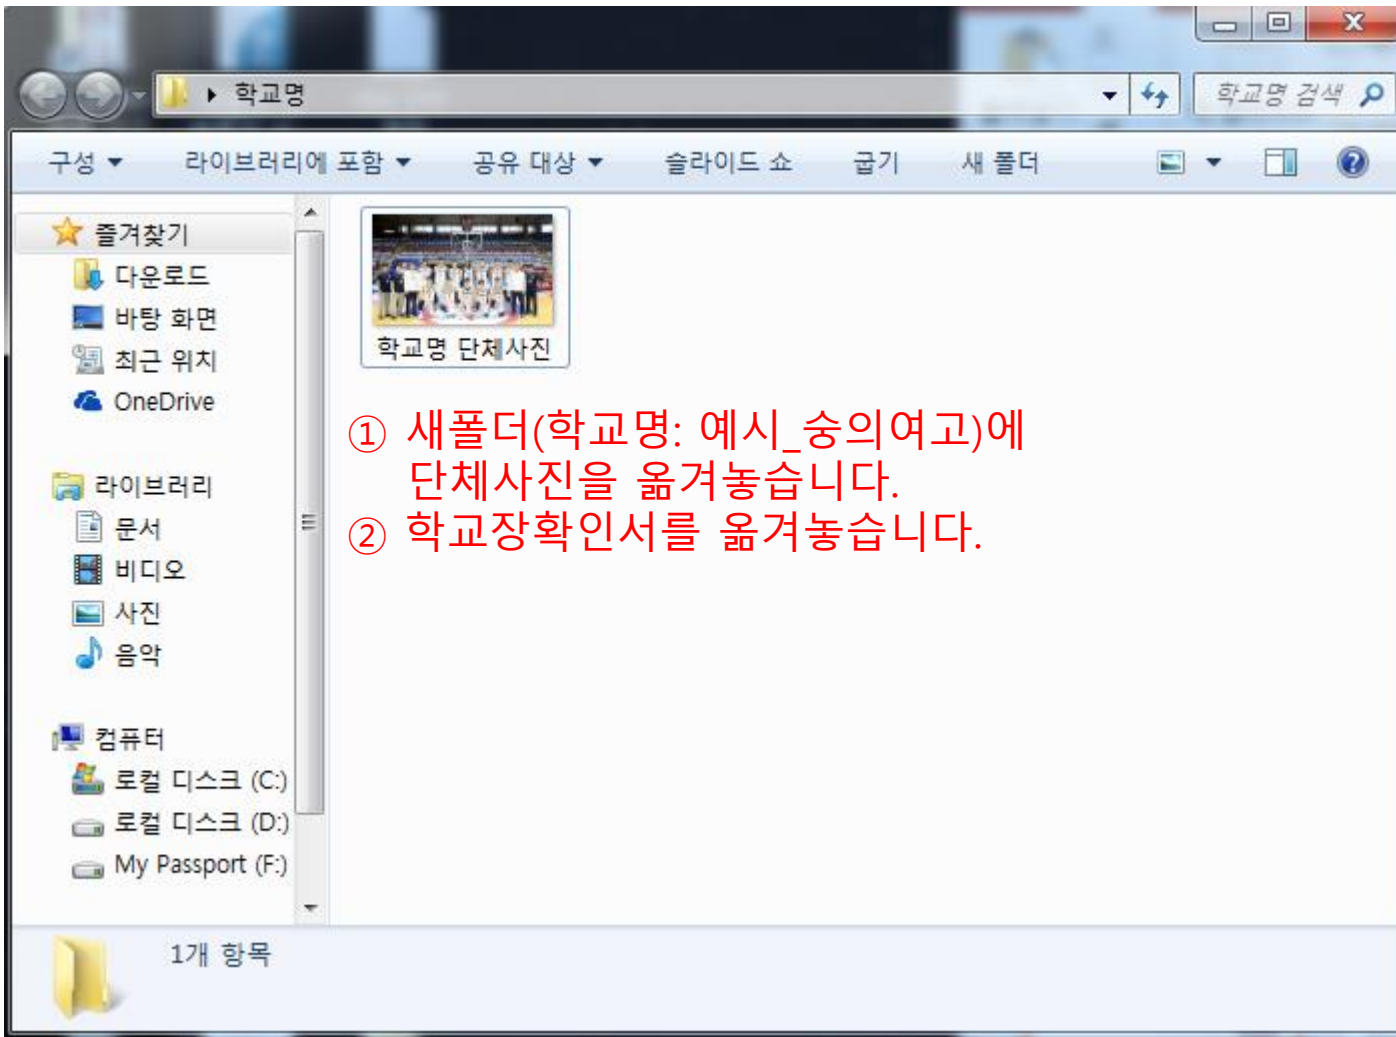 학교명
학교명 검색
구성
라이브러리에 포함
공유 대상
슬라이드 쇼
굽기
새 폴더
즐겨찾기
다운로드
바탕 화면
최근 위치
OneDrive
라이브러리
문서
비디오
사진
음악
컴퓨터
로컬 디스크 (C:)
로컬 디스크 (D:)
My Passport (F:)
학교명 단체사진
① 새폴더(학교명: 예시_숭의여고)에
단체사진을 옮겨놓습니다.
② 학교장확인서를 옮겨놓습니다.
1개 항목